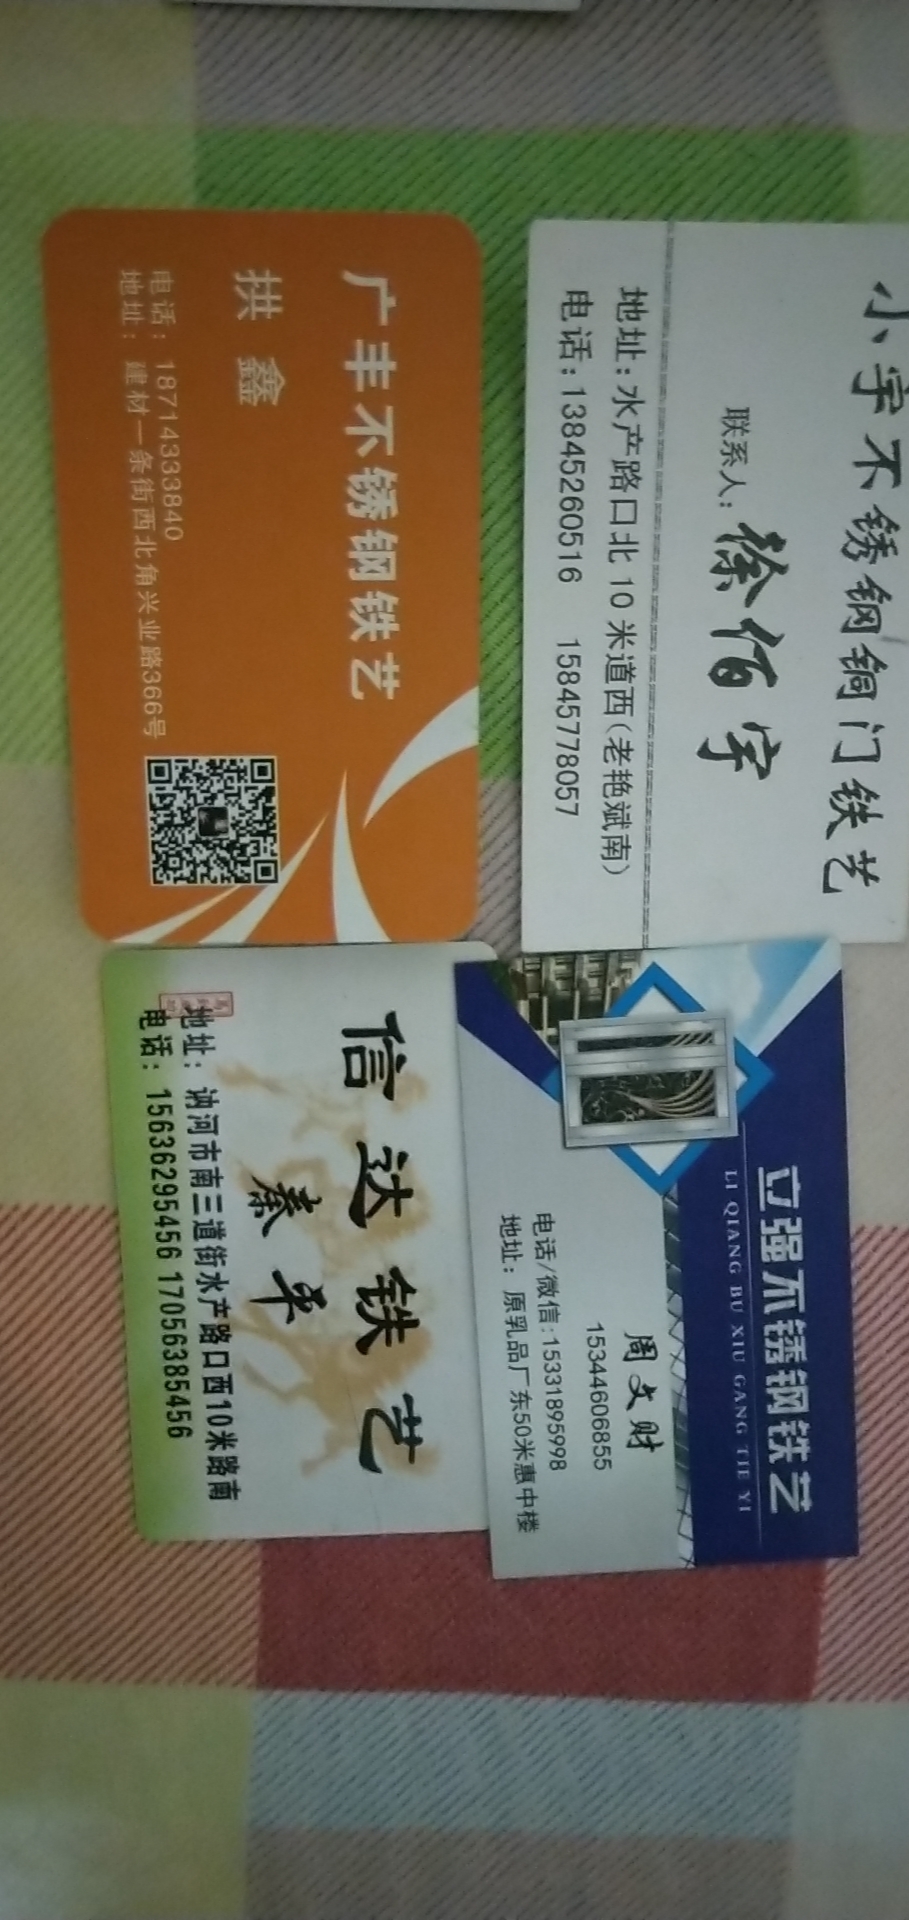 小宇不锈钢铜门铁艺
联系人: 徐佰宇
地址:水产路口北10米道西(老艳斌南)
电话:13845260516 15845778057
广丰不锈钢铁艺
拱 鑫
电话: 18714333840
地址: 建材一条街西北角兴业路366号
立强不锈钢铁艺
LI QIANG BU XIU GANG TIE YI
周文财
15344606855
电话/微信:15331895998
地址: 原乳品厂东50米惠中楼
信达铁艺
秦军
地址: 讷河市南三道街水产路口西10米路南
电话: 15636295456 17056385456